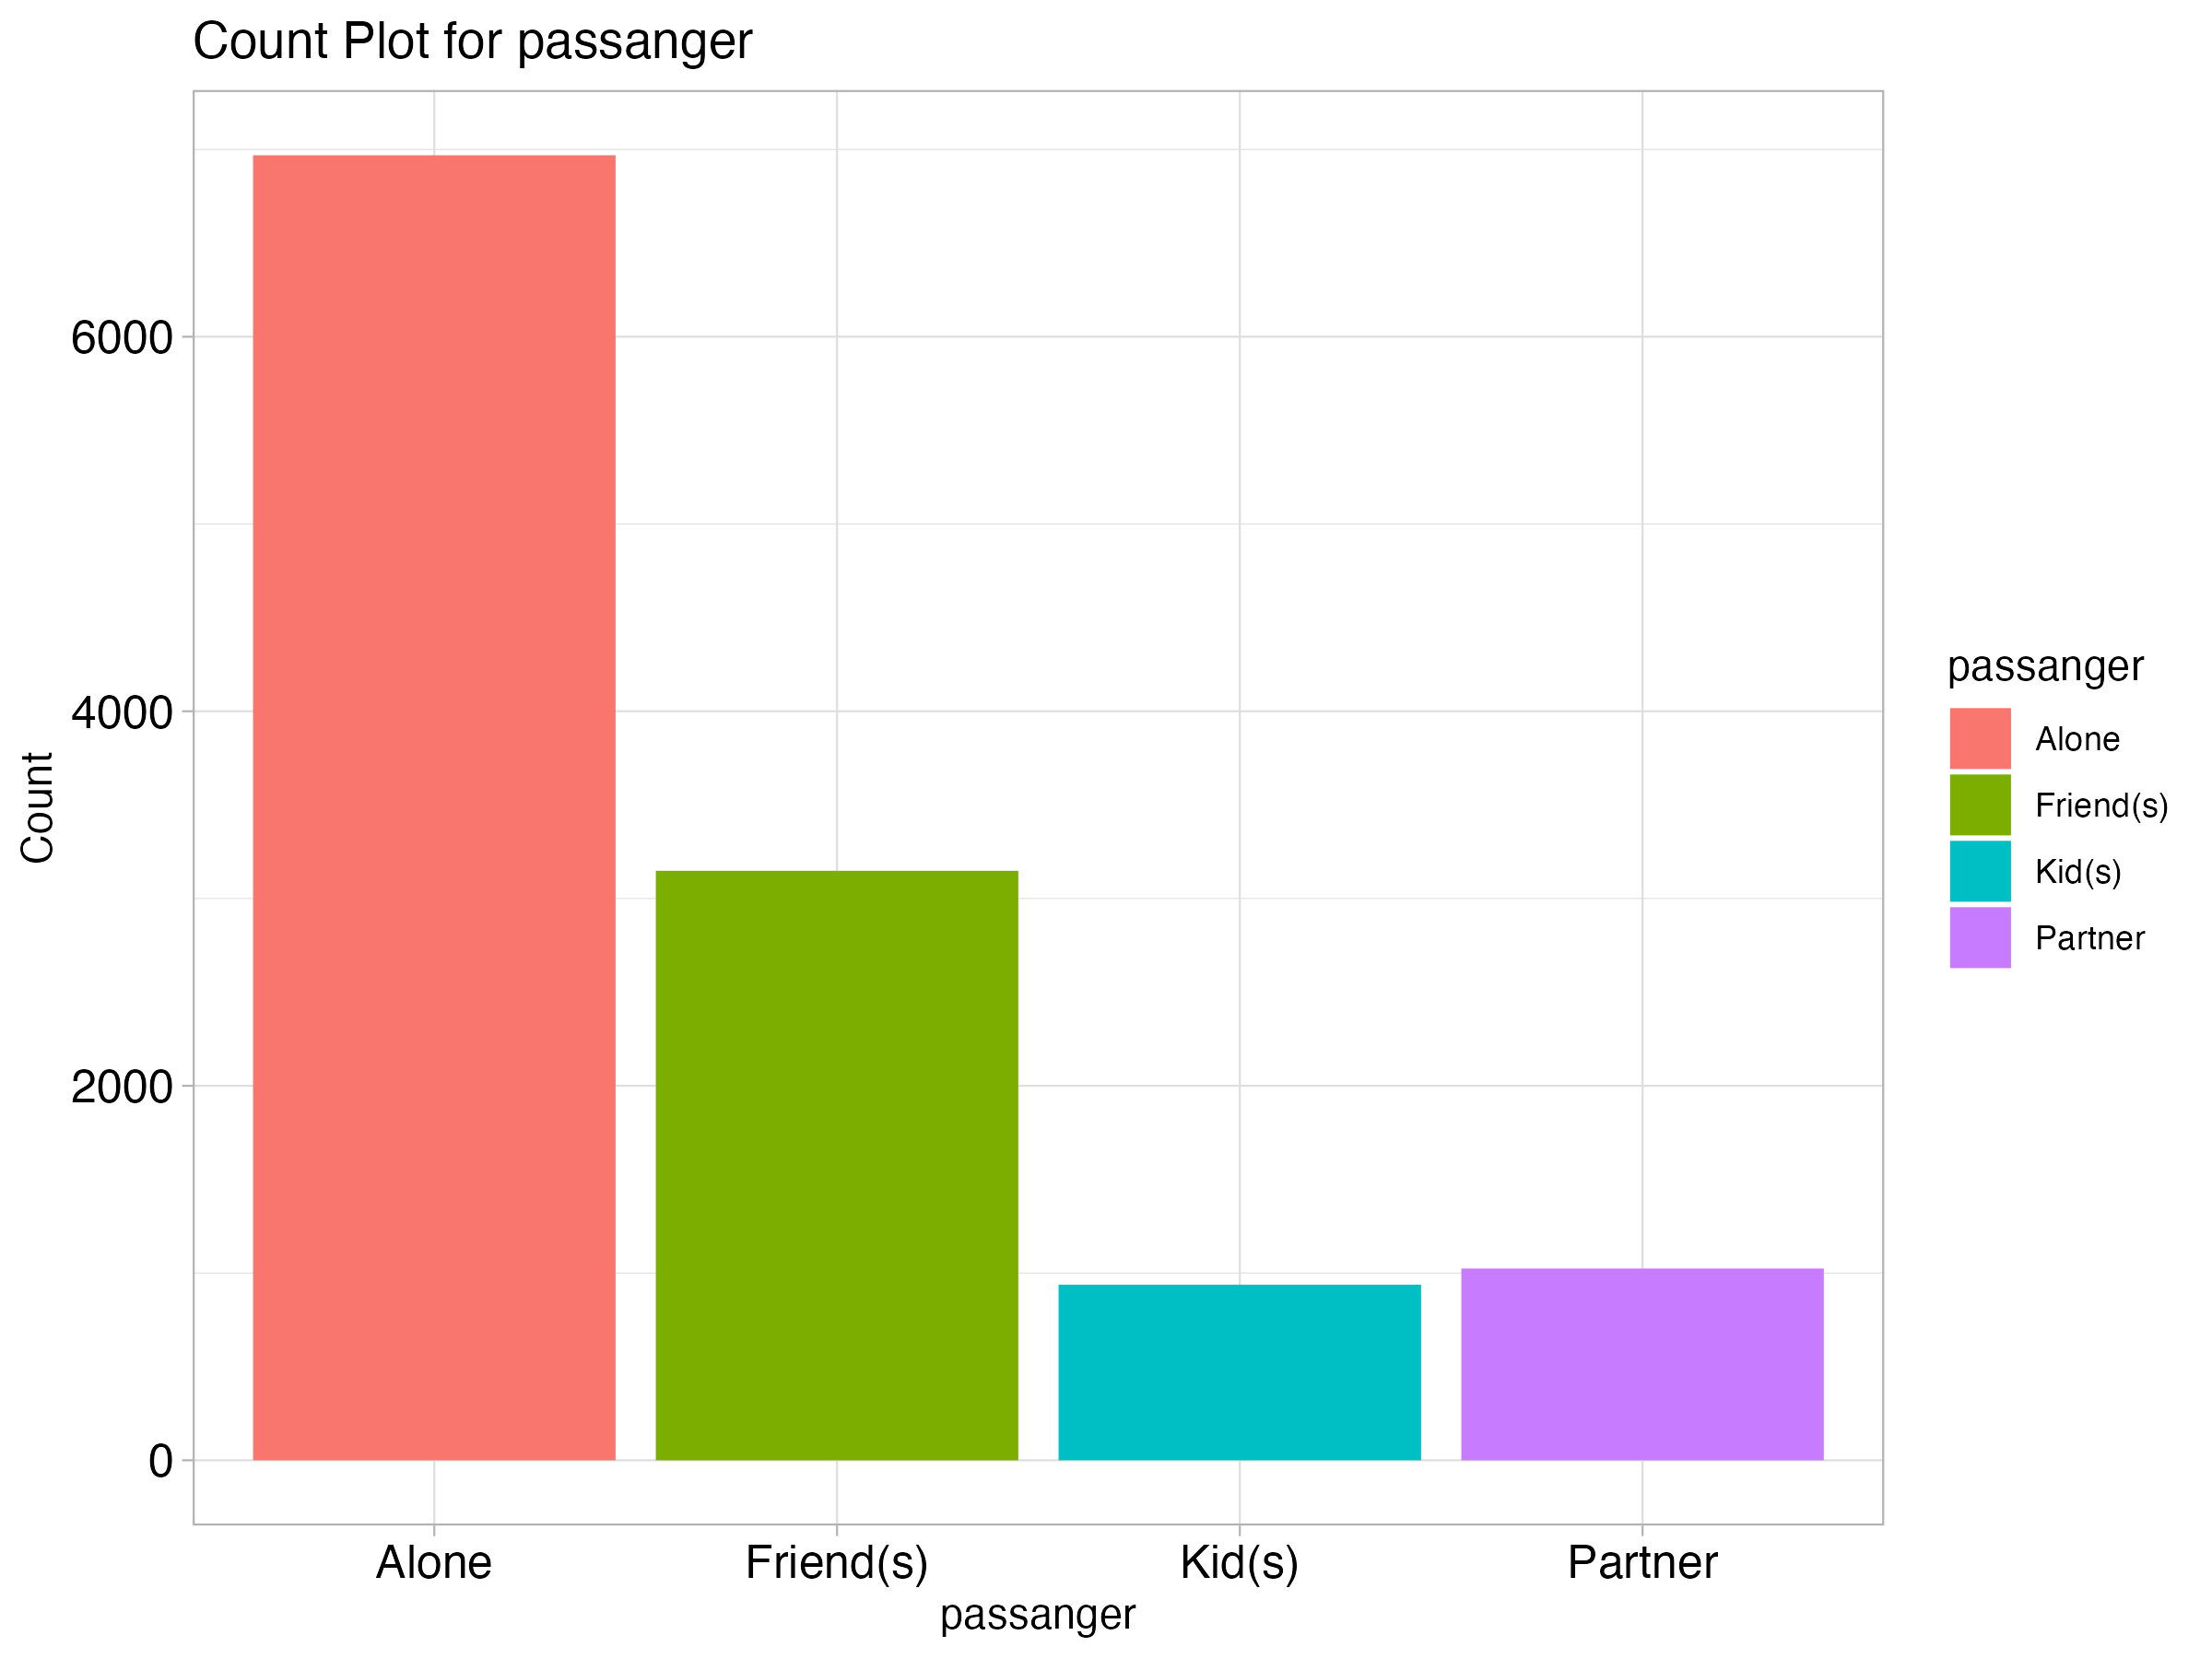 Count Plot for passanger
Count
6000
4000
2000
0
Alone
Friend(s)
Kid(s)
Partner
passanger
passanger
Alone
Friend(s)
Kid(s)
Partner